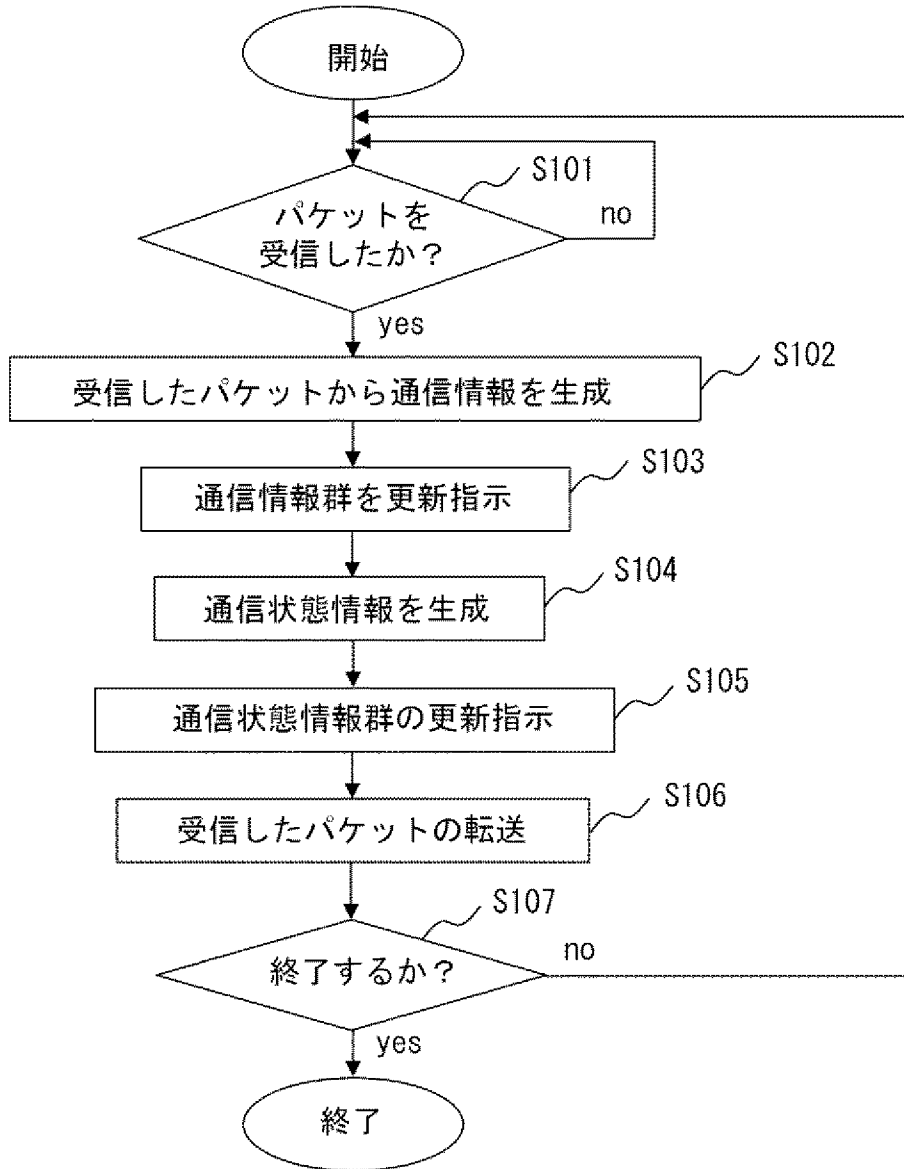 開始
S101
パケットを
受信したか？
no
yes
S102
受信したパケットから通信情報を生成
S103
通信情報群を更新指示
S104
通信状態情報を生成
S105
通信状態情報群の更新指示
S106
受信したパケットの転送
S107
終了するか？
no
yes
終了